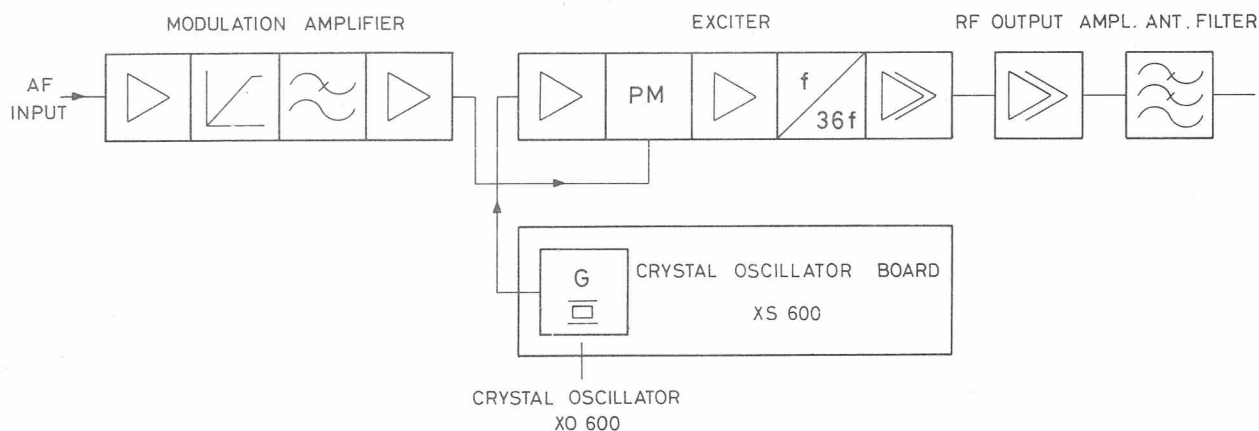 MODULATION AMPLIFIER
EXCITER
RF OUTPUT AMPL. ANT. FILTER
AF
INPUT
PM
f
36f
G
CRYSTAL OSCILLATOR BOARD
XS 600
CRYSTAL OSCILLATOR
XO 600